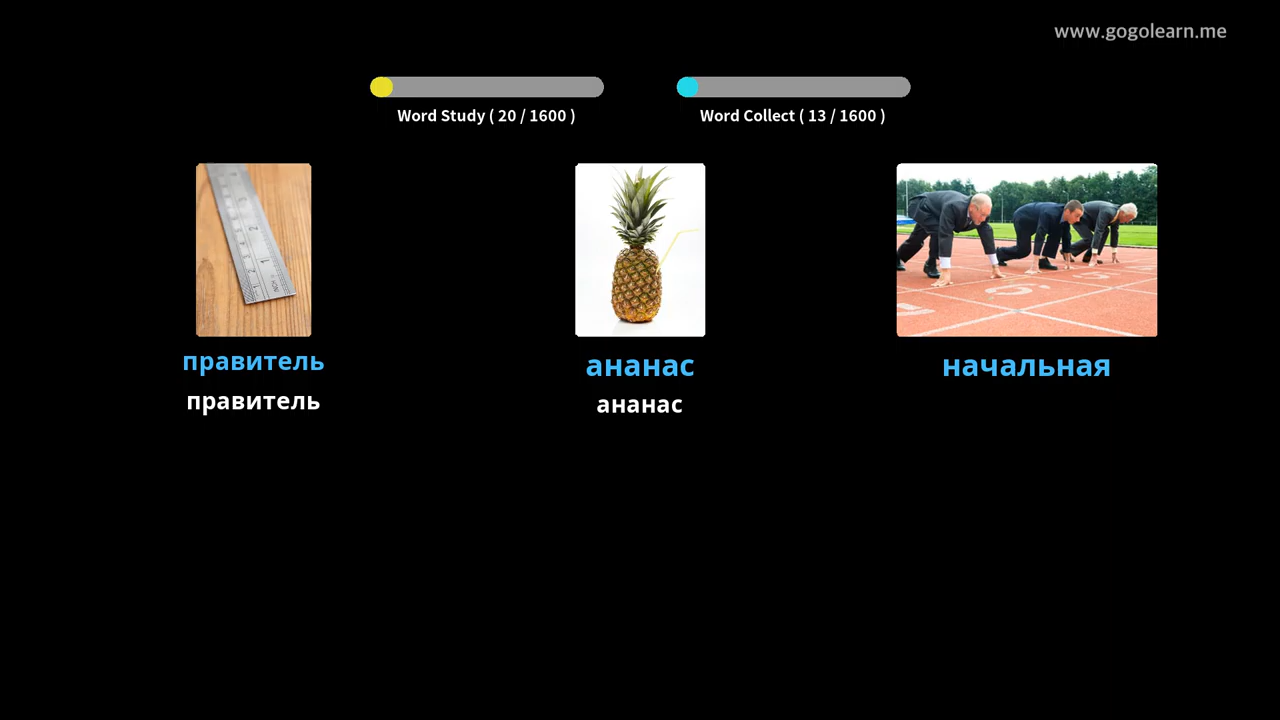 www.gogolearn.me
Word Study ( 20 / 1600 )
Word Collect ( 13 / 1600 )
правитель
правитель
ананас
ананас
начальная